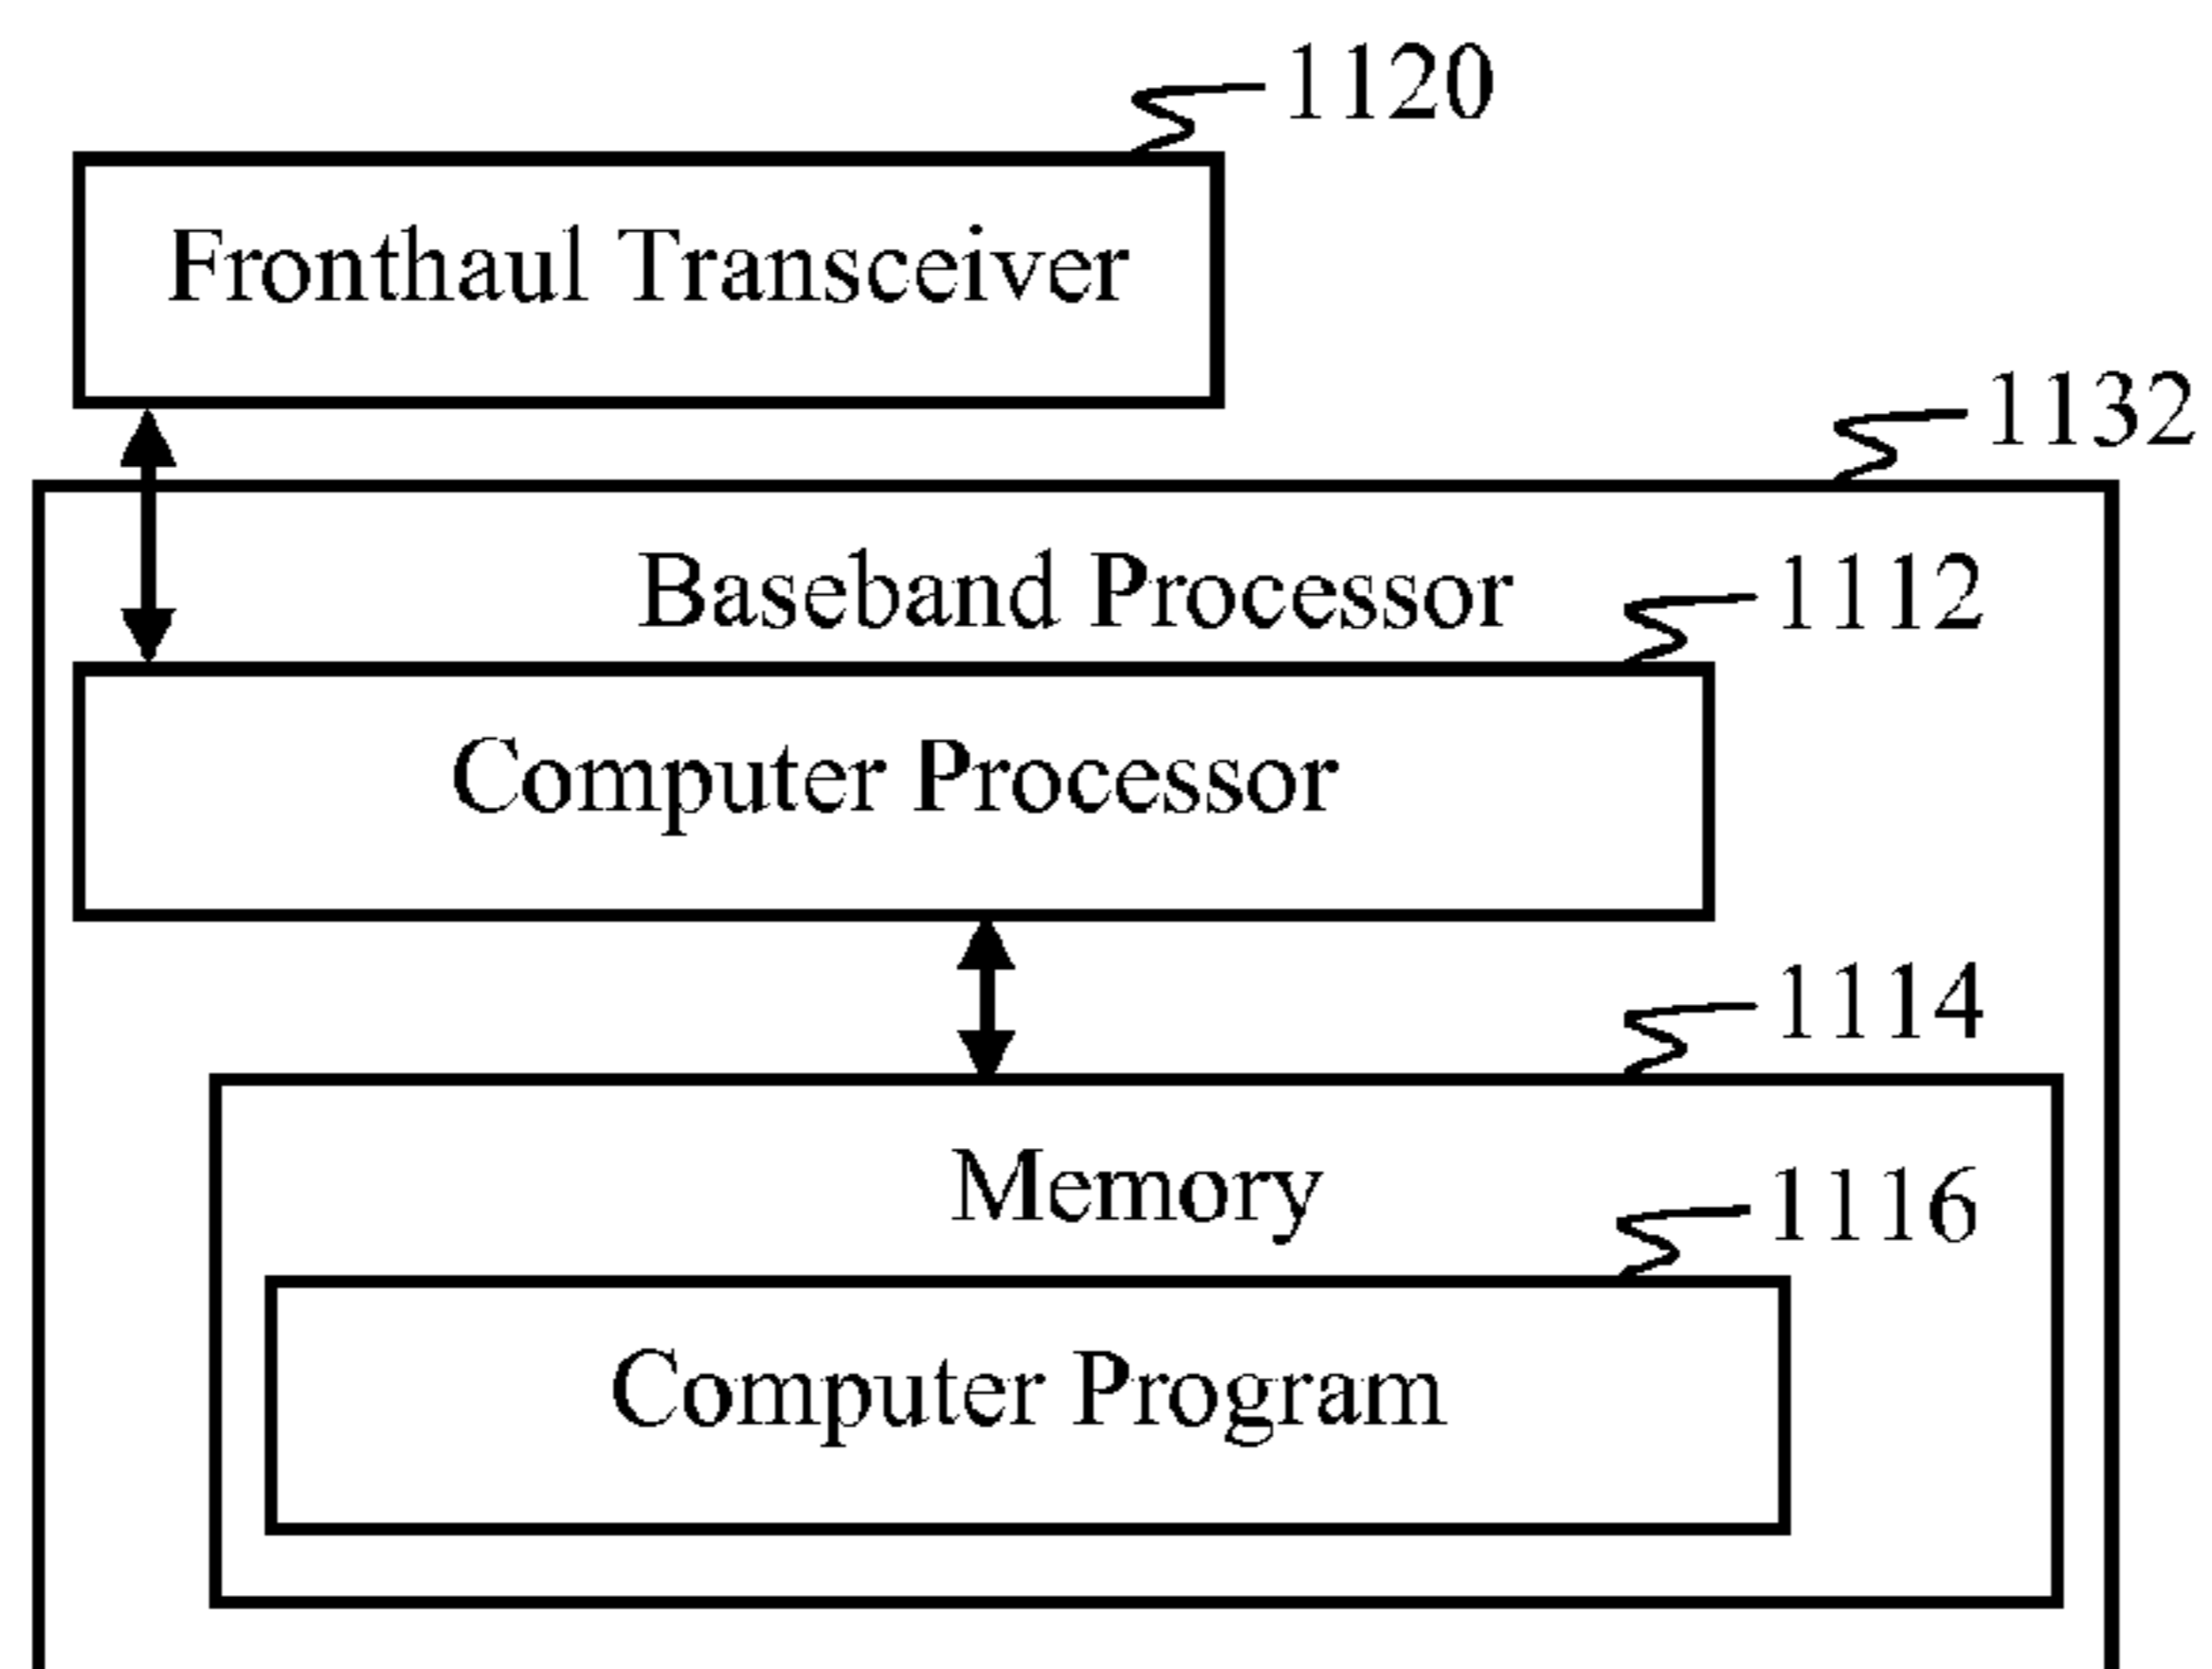 1120
Fronthaul Transceiver
1132
Baseband Processor
1112
Computer Processor
1114
Memory
1116
Computer Program